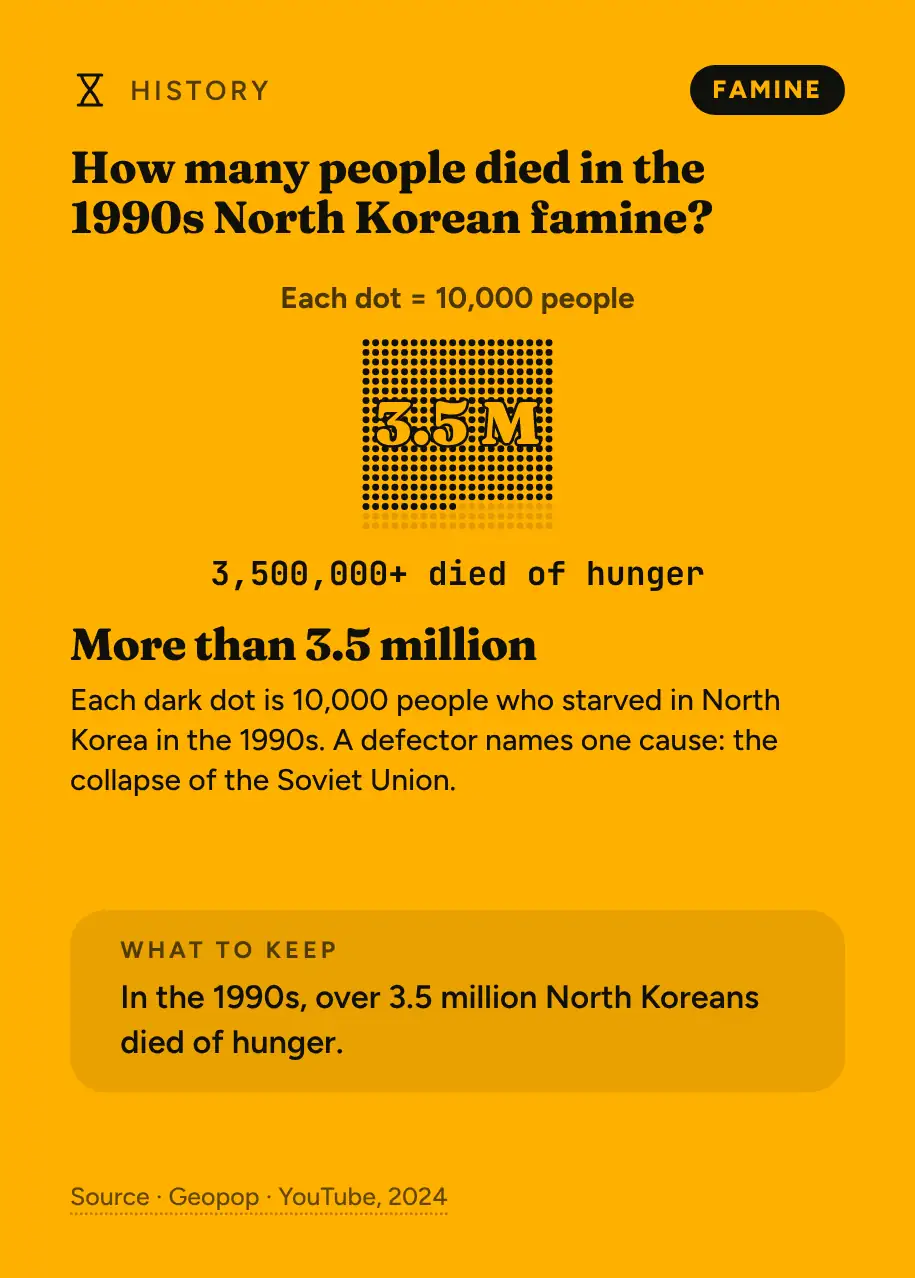 HISTORY
FAMINE
How many people died in the
1990s North Korean famine?
Each dot = 10,000 people
3.5 M
3,500,000+ died of hunger
More than 3.5 million
Each dark dot is 10,000 people who starved in North
Korea in the 1990s. A defector names one cause: the
collapse of the Soviet Union.
WHAT TO KEEP
In the 1990s, over 3.5 million North Koreans
died of hunger.
Source · Geopop · YouTube, 2024